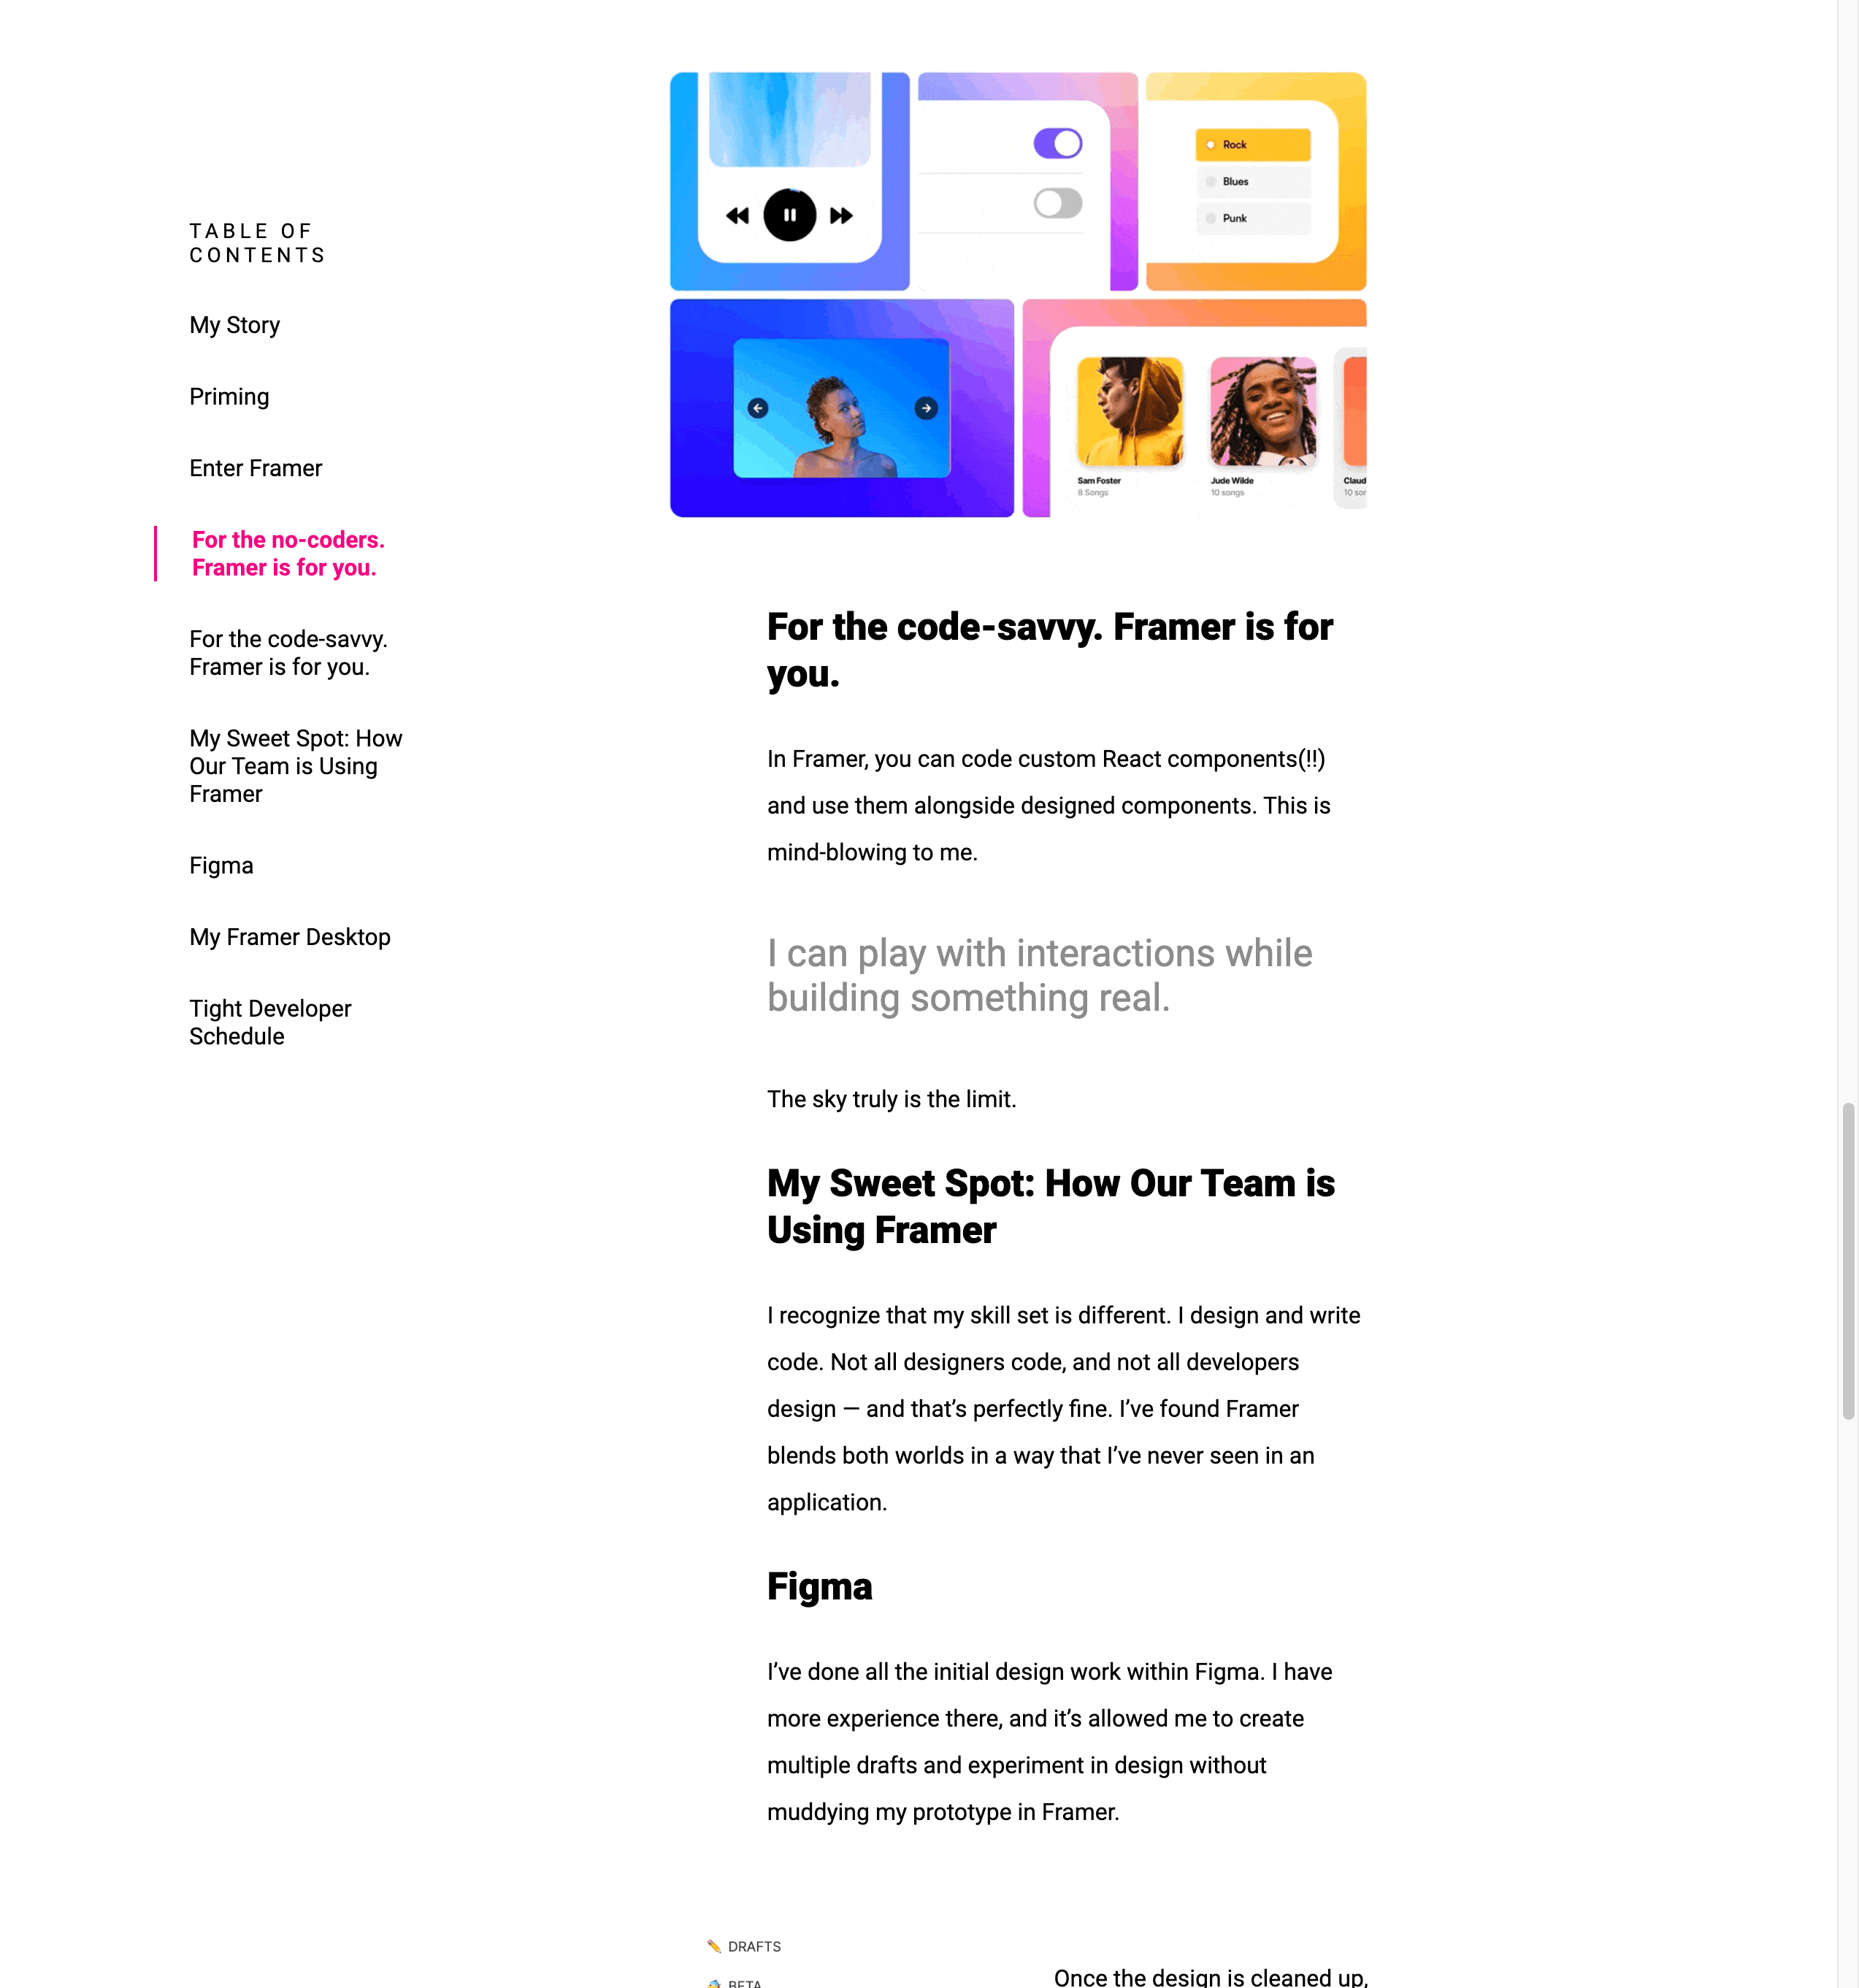 TABLE OF
CONTENTS
My Story
Priming
Enter Framer
For the no-coders.
Framer is for you.
For the code-savvy.
Framer is for you.
My Sweet Spot: How
Our Team is Using
Framer
Figma
My Framer Desktop
Tight Developer
Schedule
Rock
Blues
Punk
Sam Foster
8 Songs
Jude Wilde
10 songs
Claud
10 sor
For the code-savvy. Framer is for
you.
In Framer, you can code custom React components(!!)
and use them alongside designed components. This is
mind-blowing to me.
I can play with interactions while
building something real.
The sky truly is the limit.
My Sweet Spot: How Our Team is
Using Framer
I recognize that my skill set is different. I design and write
code. Not all designers code, and not all developers
design — and that’s perfectly fine. I’ve found Framer
blends both worlds in a way that I’ve never seen in an
application.
Figma
I’ve done all the initial design work within Figma. I have
more experience there, and it’s allowed me to create
multiple drafts and experiment in design without
muddying my prototype in Framer.
✏️ DRAFTS
BETA
Once the design is cleaned up,